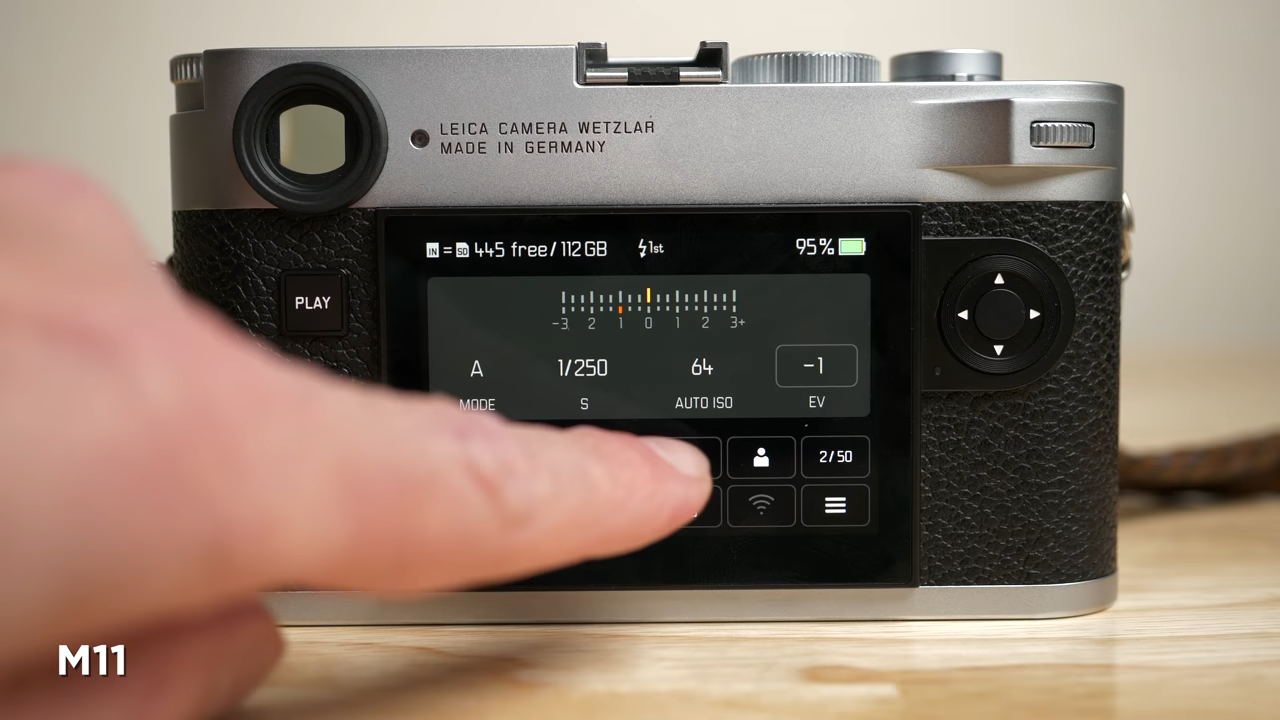 LEICA CAMERA WETZLAR
MADE IN GERMANY
IN = SD 445 free/112GB 1st 95%
PLAY
-3 2 1 0 1 2 3+
A 1/250 64 -1
MODE S AUTO ISO EV
2/50
M11